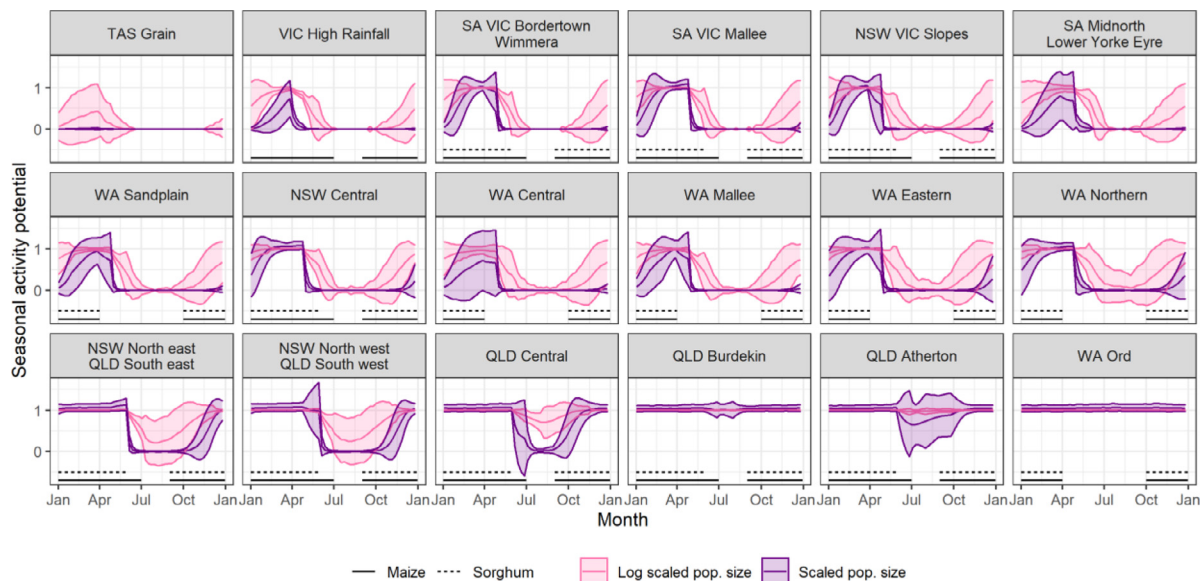 TAS Grain
VIC High Rainfall
SA VIC Bordertown
Wimmera
SA VIC Mallee
NSW VIC Slopes
SA Midnorth
Lower Yorke Eyre
1
0
WA Sandplain
NSW Central
WA Central
WA Mallee
WA Eastern
WA Northern
1
0
NSW North east
QLD South east
NSW North west
QLD South west
QLD Central
QLD Burdekin
QLD Atherton
WA Ord
1
0
Seasonal activity potential
Jan Apr Jul Oct Jan
Jan Apr Jul Oct Jan
Jan Apr Jul Oct Jan
Jan Apr Jul Oct Jan
Jan Apr Jul Oct Jan
Jan Apr Jul Oct Jan
Month
Maize
Sorghum
Log scaled pop. size
Scaled pop. size